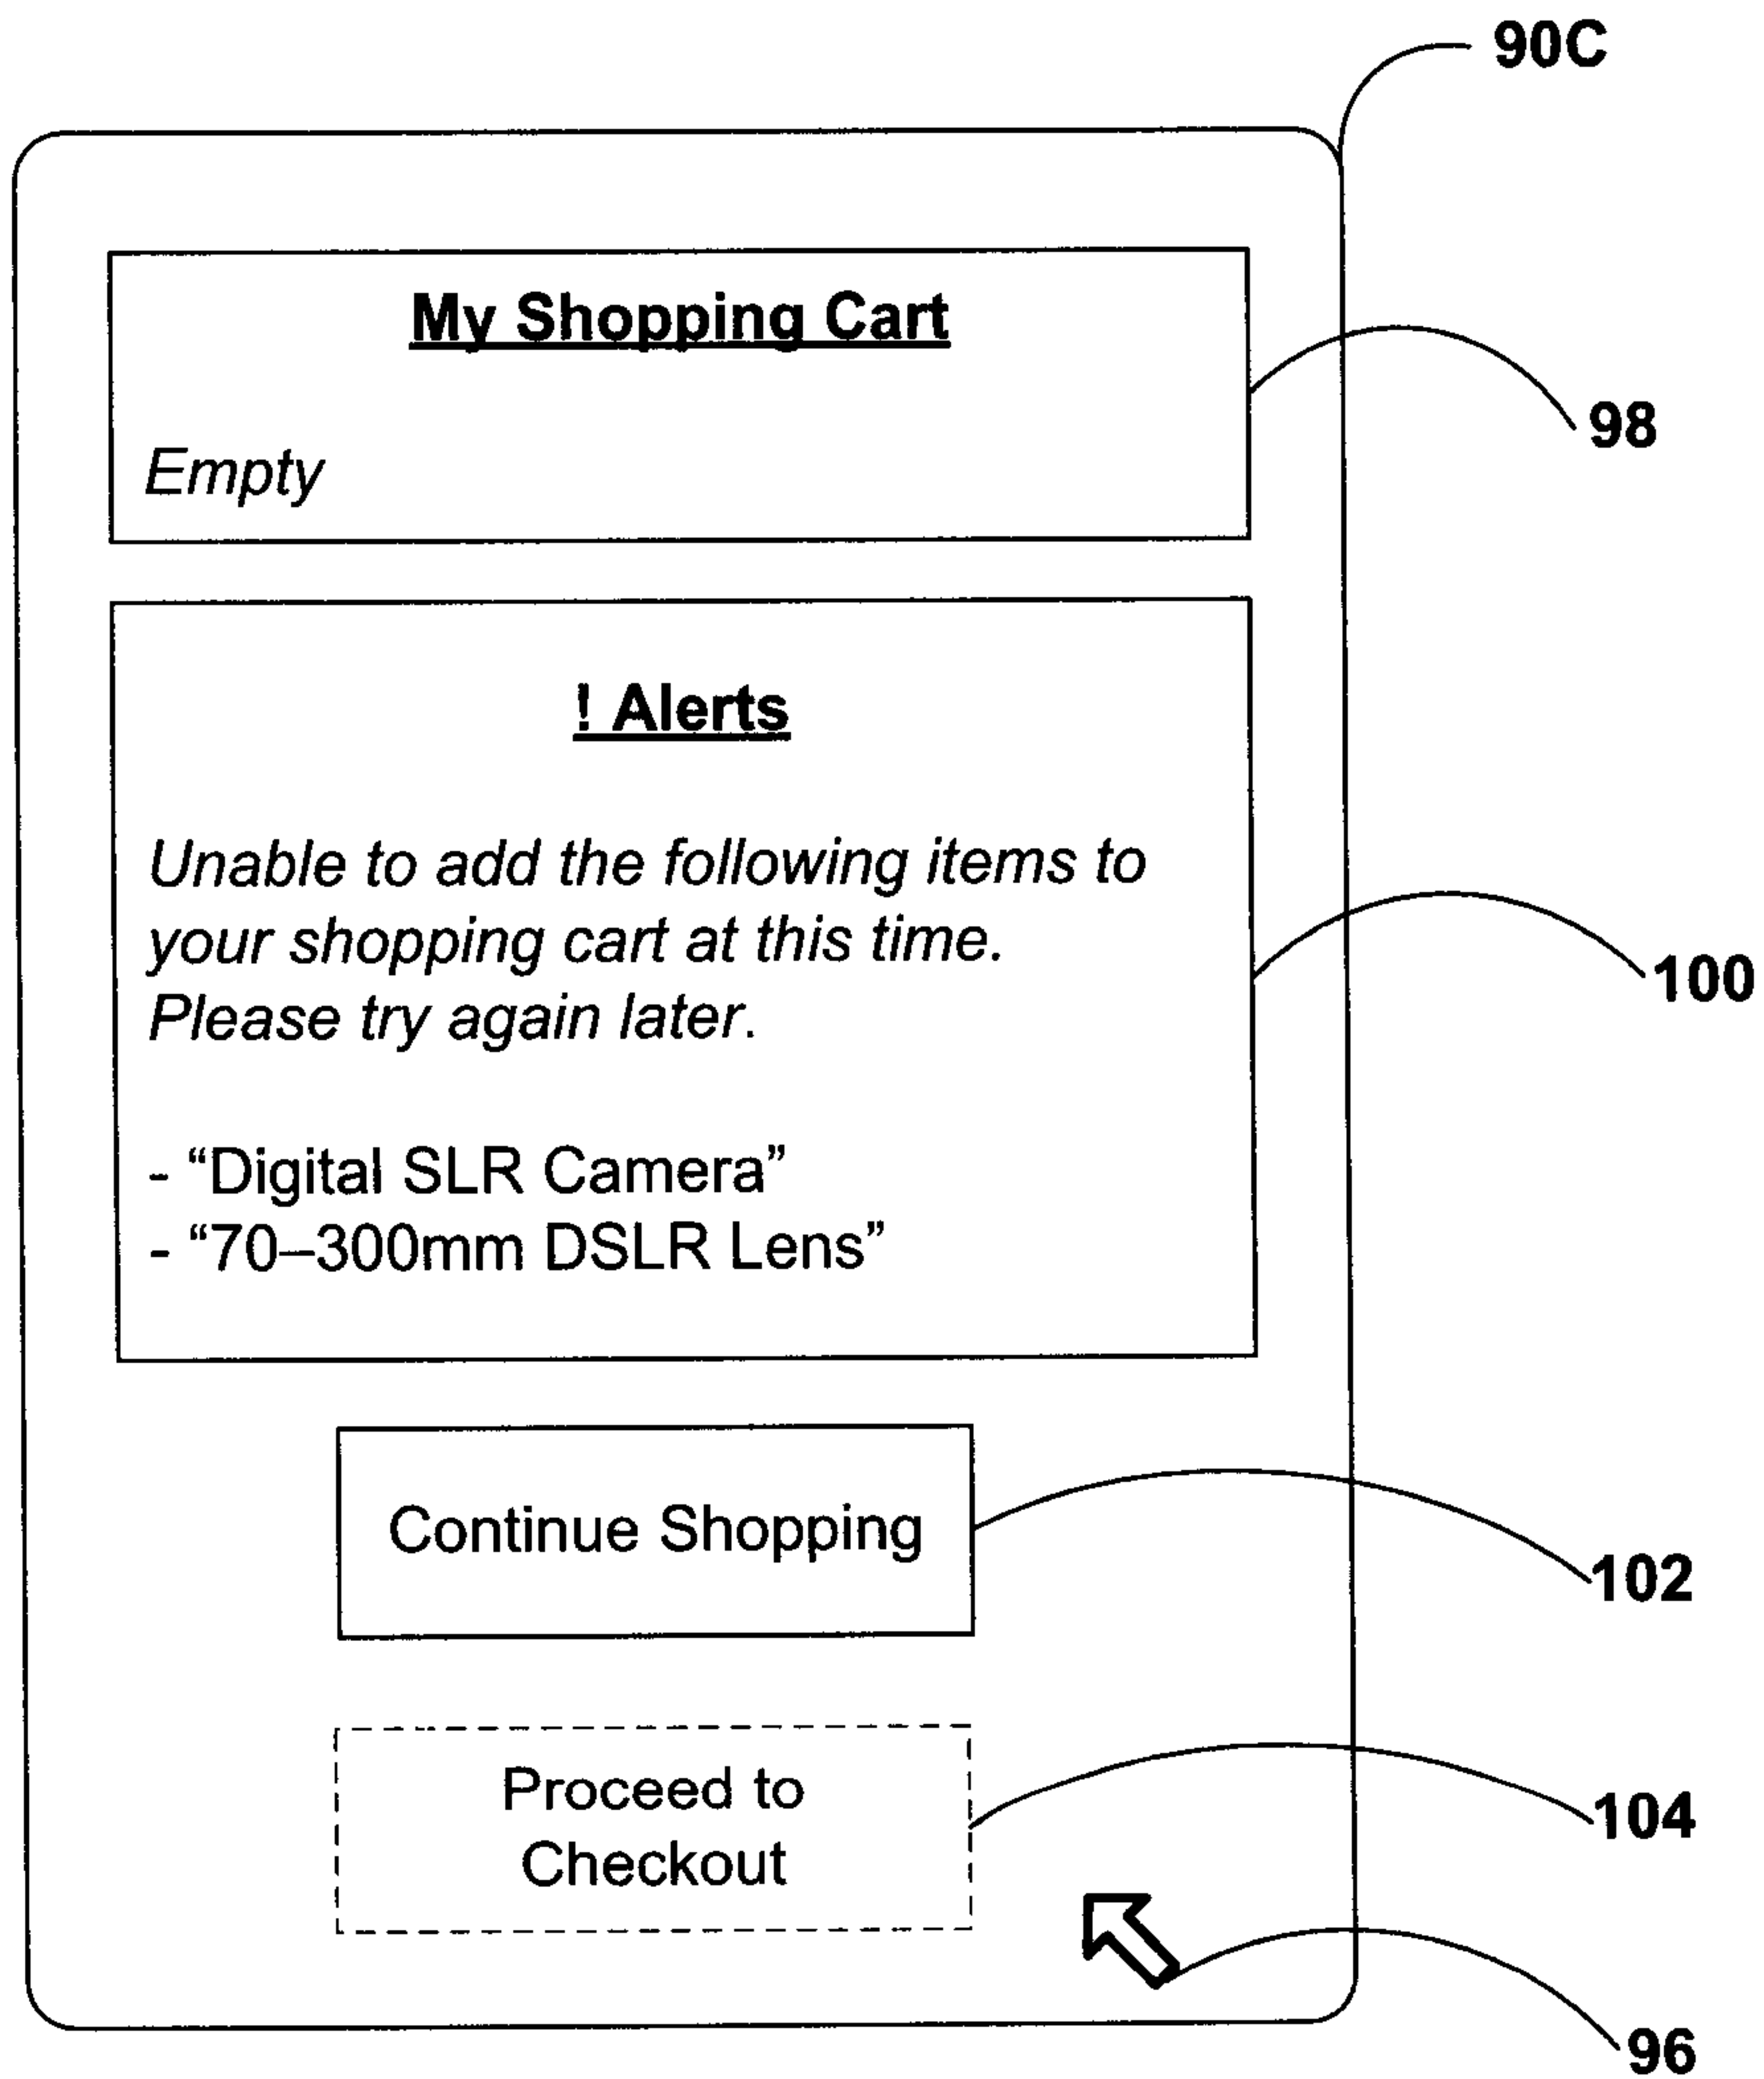 90C
My Shopping Cart
98
Empty
! Alerts
Unable to add the following items to
your shopping cart at this time.
100
Please try again later.
- “Digital SLR Camera”
- “70–300mm DSLR Lens”
Continue Shopping
102
Proceed to
104
Checkout
96